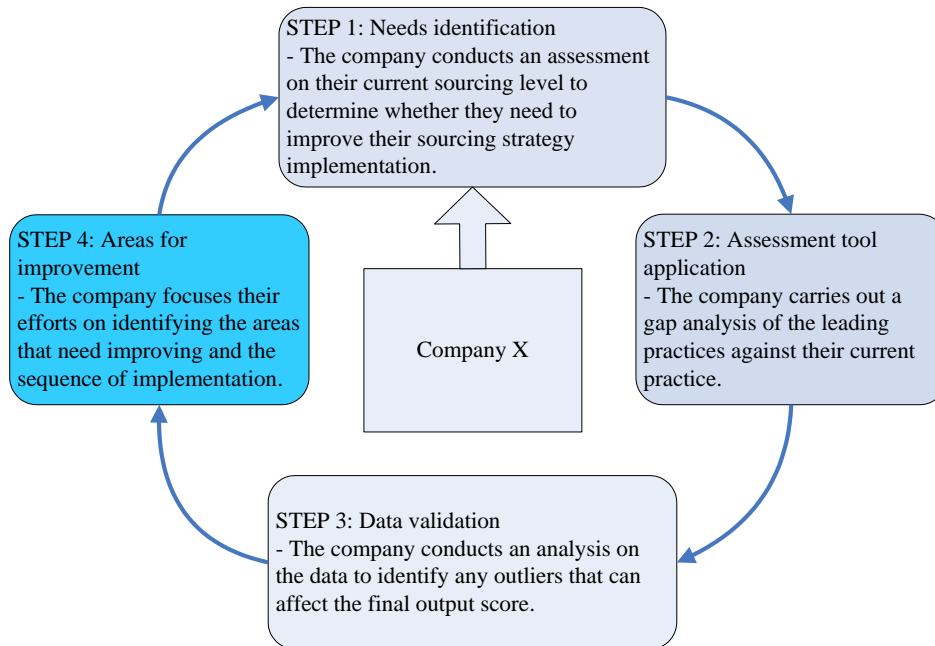 STEP 1: Needs identification
- The company conducts an assessment
on their current sourcing level to
determine whether they need to
improve their sourcing strategy
implementation.
STEP 2: Assessment tool
application
- The company carries out a
gap analysis of the leading
practices against their current
practice.
STEP 3: Data validation
- The company conducts an analysis on
the data to identify any outliers that can
affect the final output score.
STEP 4: Areas for
improvement
- The company focuses their
efforts on identifying the areas
that need improving and the
sequence of implementation.
Company X